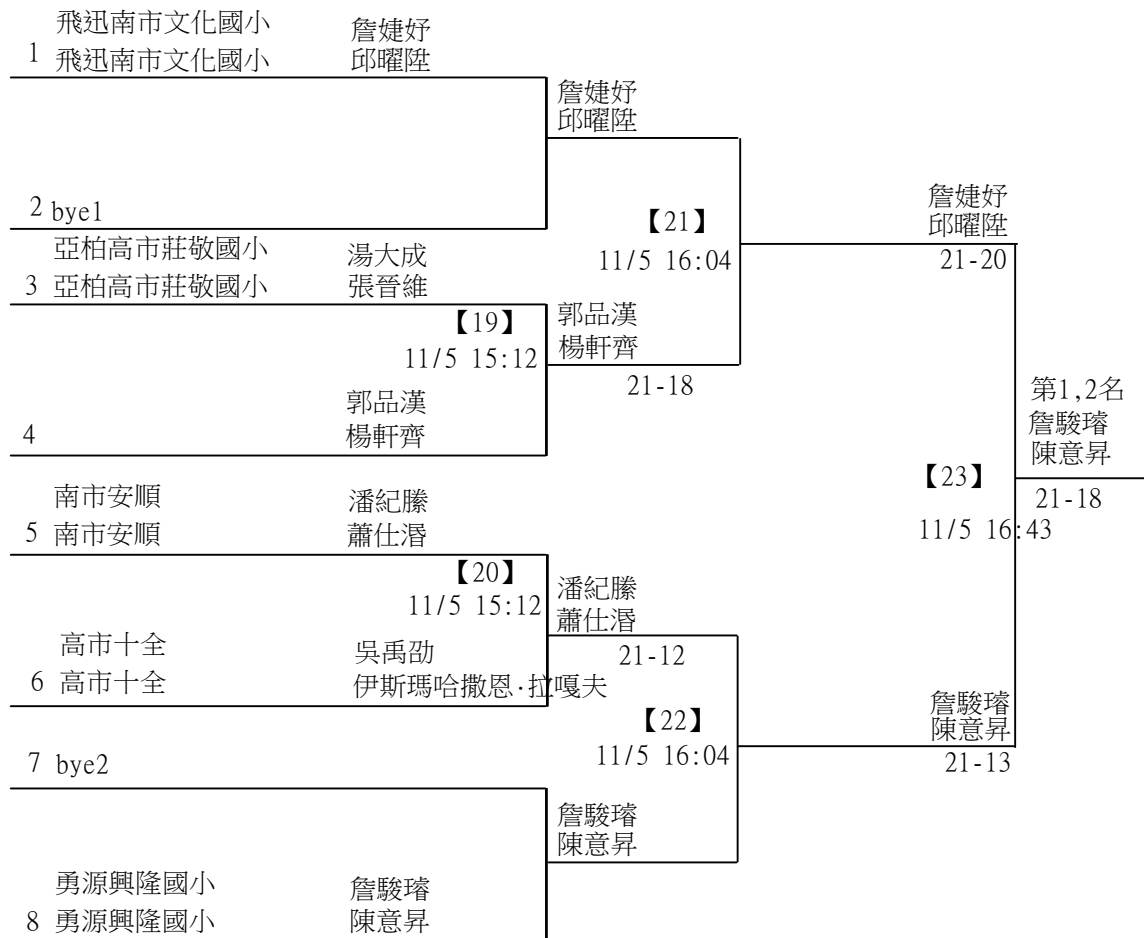 飛迅南市文化國小 詹婕妤
1 飛迅南市文化國小 邱曜陞
詹婕妤
邱曜陞
2 bye1
【21】
11/5 16:04
詹婕妤
邱曜陞
21-20
亞柏高市莊敬國小 湯大成
3 亞柏高市莊敬國小 張晉維
【19】
11/5 15:12
郭品漢
楊軒齊
21-18
郭品漢
4 楊軒齊
第1,2名
詹駿璿
陳意昇
21-18
【23】
11/5 16:43
南市安順 潘紀縢
5 南市安順 蕭仕湣
【20】
11/5 15:12
潘紀縢
蕭仕湣
21-12
高市十全 吳禹劭
6 高市十全 伊斯瑪哈撒恩·拉嘎夫
【22】
11/5 16:04
詹駿璿
陳意昇
21-13
7 bye2
詹駿璿
陳意昇
勇源興隆國小 詹駿璿
8 勇源興隆國小 陳意昇